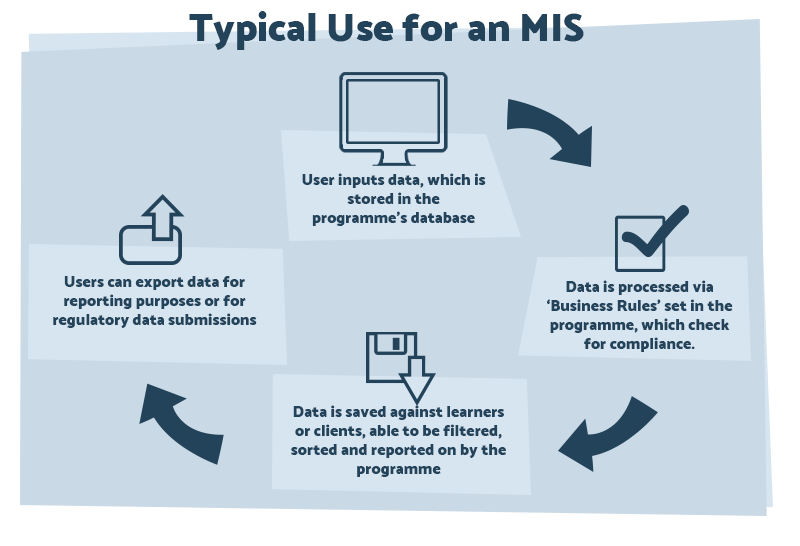 Typical Use for an MIS
User inputs data, which is
stored in the
programme's database
Data is processed via
‘Business Rules’ set in the
programme, which check
for compliance.
Data is saved against learners
or clients, able to be filtered,
sorted and reported on by the
programme
Users can export data for
reporting purposes or for
regulatory data submissions